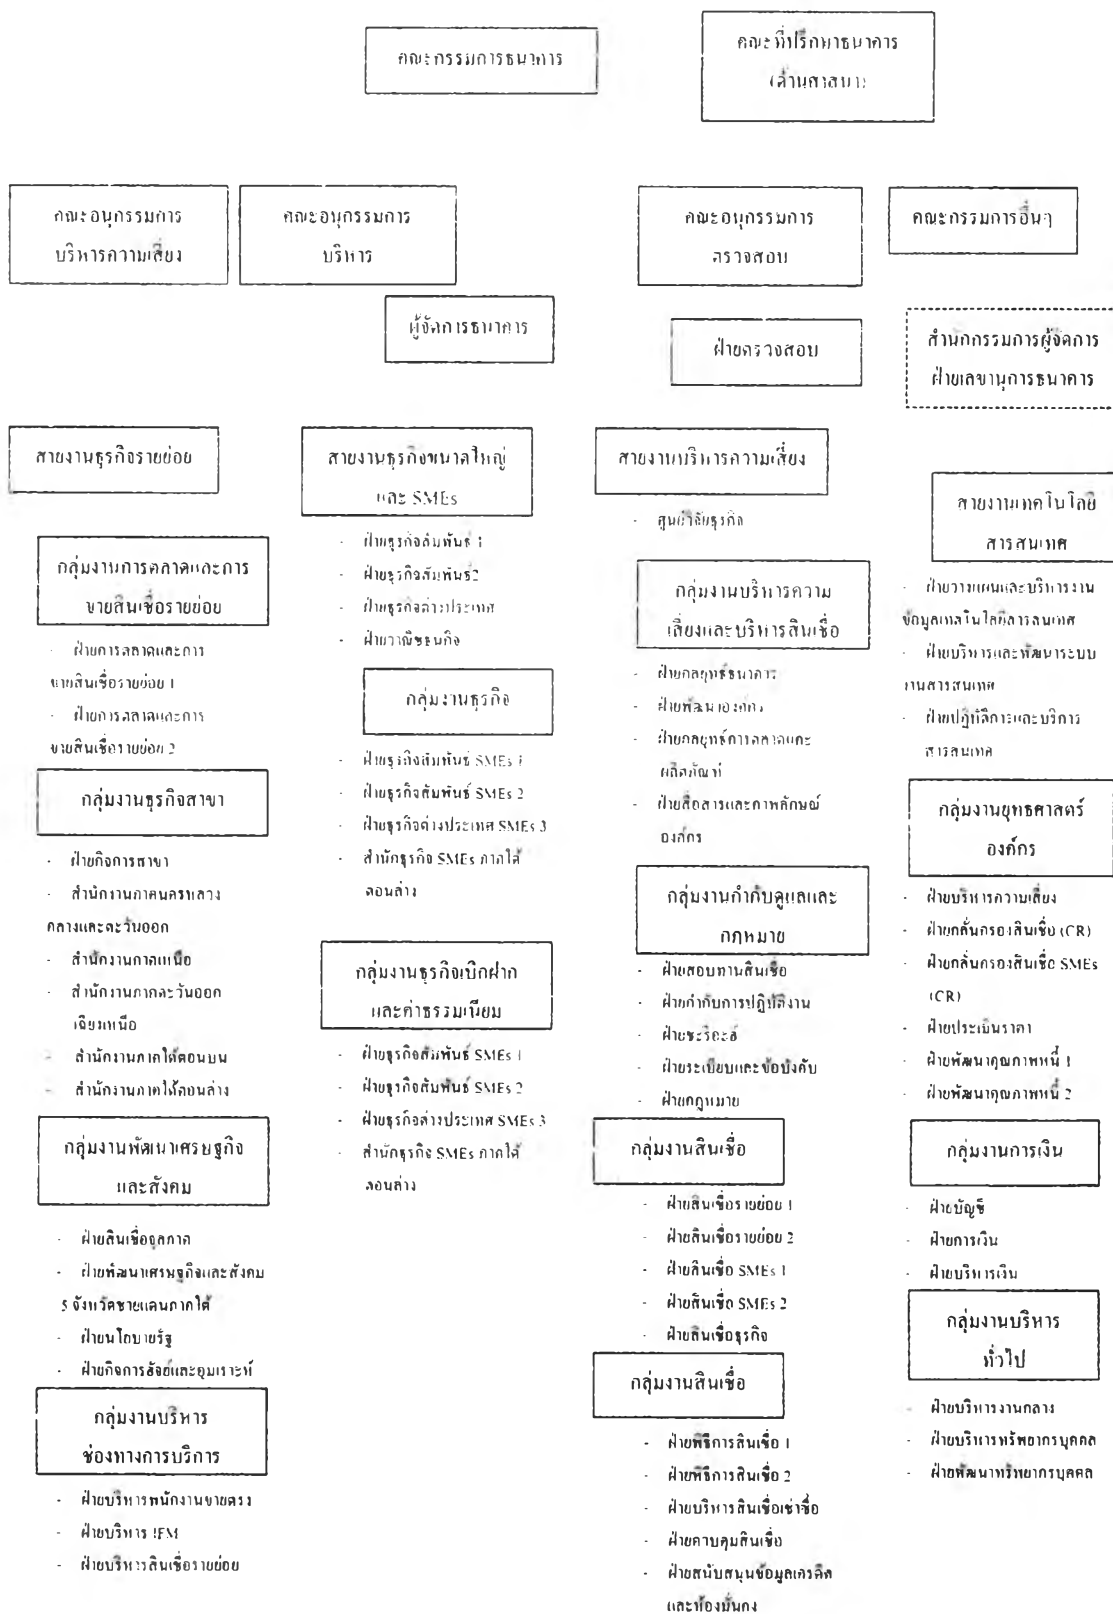 คณะกรรมการธนาคาร
คณะที่ปรึกษาธนาคาร
(ด้านศาสนา)
คณะอนุกรรมการ
บริหารความเสี่ยง
คณะอนุกรรมการ
บริหาร
คณะอนุกรรมการ
ตรวจสอบ
คณะกรรมการอื่นๆ
ผู้จัดการธนาคาร
ฝ่ายตรวจสอบ
สำนักกรรมการผู้จัดการ
ฝ่ายเลขานุการธนาคาร
สายงานธุรกิจรายย่อย
กลุ่มงานการตลาดและการ
ขายสินเชื่อรายย่อย
- ฝ่ายการตลาดและการ
ขายสินเชื่อรายย่อย 1
- ฝ่ายการตลาดและการ
ขายสินเชื่อรายย่อย 2
กลุ่มงานธุรกิจสาขา
- ฝ่ายกิจการสาขา
- สำนักงานภาคนครหลวง
กลางและตะวันออก
- สำนักงานภาคเหนือ
- สำนักงานภาคตะวันออก
เฉียงเหนือ
- สำนักงานภาคใต้ตอนบน
- สำนักงานภาคใต้ตอนล่าง
กลุ่มงานพัฒนาเศรษฐกิจ
และสังคม
- ฝ่ายสินเชื่อจุลภาค
- ฝ่ายพัฒนาเศรษฐกิจและสังคม
5 จังหวัดชายแดนภาคใต้
- ฝ่ายนโยบายรัฐ
- ฝ่ายกิจการฮัจย์และอุมเราะห์
กลุ่มงานบริหาร
ช่องทางการบริการ
- ฝ่ายบริหารพนักงานขายตรง
- ฝ่ายบริหาร IFM
- ฝ่ายบริหารสินเชื่อรายย่อย
สายงานธุรกิจขนาดใหญ่
และ SMEs
- ฝ่ายธุรกิจสัมพันธ์ 1
- ฝ่ายธุรกิจสัมพันธ์2
- ฝ่ายธุรกิจต่างประเทศ
- ฝ่ายวาณิชธนกิจ
กลุ่มงานธุรกิจ
- ฝ่ายธุรกิจสัมพันธ์ SMEs 1
- ฝ่ายธุรกิจสัมพันธ์ SMEs 2
- ฝ่ายธุรกิจต่างประเทศ SMEs 3
- สำนักธุรกิจ SMEs ภาคใต้
ตอนล่าง
กลุ่มงานธุรกิจเบิกฝาก
และค่าธรรมเนียม
- ฝ่ายธุรกิจสัมพันธ์ SMEs 1
- ฝ่ายธุรกิจสัมพันธ์ SMEs 2
- ฝ่ายธุรกิจต่างประเทศ SMEs 3
- สำนักธุรกิจ SMEs ภาคใต้
ตอนล่าง
สายงานบริหารความเสี่ยง
- ศูนย์วิจัยธุรกิจ
กลุ่มงานบริหารความ
เสี่ยงและบริหารสินเชื่อ
- ฝ่ายกลยุทธ์ธนาคาร
- ฝ่ายพัฒนาองค์กร
- ฝ่ายกลยุทธ์การตลาดและ
ผลิตภัณฑ์
- ฝ่ายสื่อสารและภาพลักษณ์
องค์กร
กลุ่มงานกำกับดูแลและ
กฎหมาย
- ฝ่ายสอบทานสินเชื่อ
- ฝ่ายกำกับการปฏิบัติงาน
- ฝ่ายชะรีอะฮ์
- ฝ่ายระเบียบและข้อบังคับ
- ฝ่ายกฎหมาย
กลุ่มงานสินเชื่อ
- ฝ่ายสินเชื่อรายย่อย 1
- ฝ่ายสินเชื่อรายย่อย 2
- ฝ่ายสินเชื่อ SMEs 1
- ฝ่ายสินเชื่อ SMEs 2
- ฝ่ายสินเชื่อธุรกิจ
กลุ่มงานสินเชื่อ
- ฝ่ายพิธีการสินเชื่อ 1
- ฝ่ายพิธีการสินเชื่อ 2
- ฝ่ายบริหารสินเชื่อเช่าซื้อ
- ฝ่ายควบคุมสินเชื่อ
- ฝ่ายสนับสนุนข้อมูลเครดิต
และห้องมั่นคง
สายงานเทคโนโลยี
สารสนเทศ
- ฝ่ายวางแผนและบริหารงาน
ข้อมูลเทคโนโลยีสารสนเทศ
- ฝ่ายบริหารและพัฒนาระบบ
งานสารสนเทศ
- ฝ่ายปฏิบัติการและบริการ
สารสนเทศ
กลุ่มงานยุทธศาสตร์
องค์กร
- ฝ่ายบริหารความเสี่ยง
- ฝ่ายกลั่นกรองสินเชื่อ (CR)
- ฝ่ายกลั่นกรองสินเชื่อ SMEs
(CR)
- ฝ่ายประเมินราคา
- ฝ่ายพัฒนาคุณภาพหนี้ 1
- ฝ่ายพัฒนาคุณภาพหนี้ 2
กลุ่มงานการเงิน
- ฝ่ายบัญชี
- ฝ่ายการเงิน
- ฝ่ายบริหารเงิน
กลุ่มงานบริหาร
ทั่วไป
- ฝ่ายบริหารงานกลาง
- ฝ่ายบริหารทรัพยากรบุคคล
- ฝ่ายพัฒนาทรัพยากรบุคคล